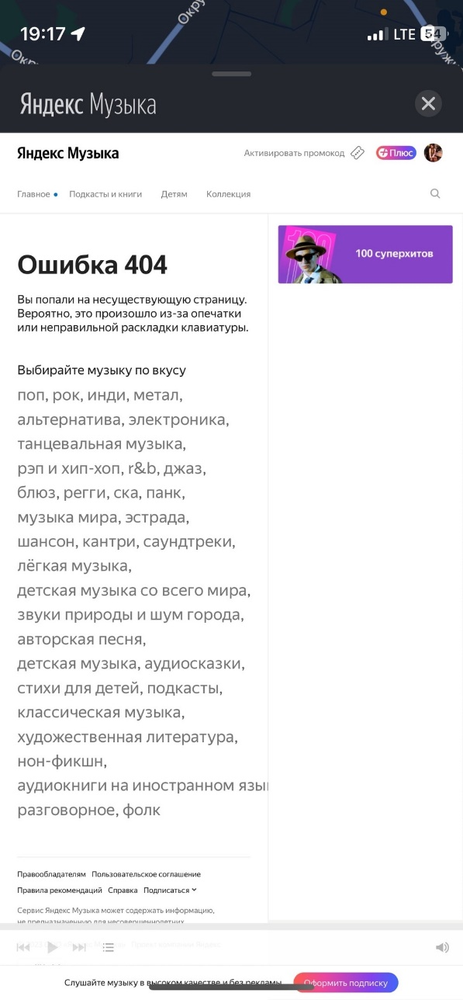 19:17
LTE 54
Яндекс Музыка
Яндекс Музыка
Активировать промокод
Плюс
Главное
Подкасты и книги
Детям
Коллекция
100
100 суперхитов
Ошибка 404
Вы попали на несуществующую страницу.
Вероятно, это произошло из-за опечатки
или неправильной раскладки клавиатуры.
Выбирайте музыку по вкусу
поп, рок, инди, метал,
альтернатива, электроника,
танцевальная музыка,
рэп и хип-хоп, r&b, джаз,
блюз, регги, ска, панк,
музыка мира, эстрада,
шансон, кантри, саундтреки,
лёгкая музыка,
детская музыка со всего мира,
звуки природы и шум города,
авторская песня,
детская музыка, аудиосказки,
стихи для детей, подкасты,
классическая музыка,
художественная литература,
нон-фикшн,
аудиокниги на иностранном язы
разговорное, фолк
Правообладателям Пользовательское соглашение
Правила рекомендаций Справка Подписаться
Сервис Яндекс Музыка может содержать информацию,
не предназначенную для несовершеннолетних
Слушайте музыку в высоком качестве и без рекламы
Оформить подписку